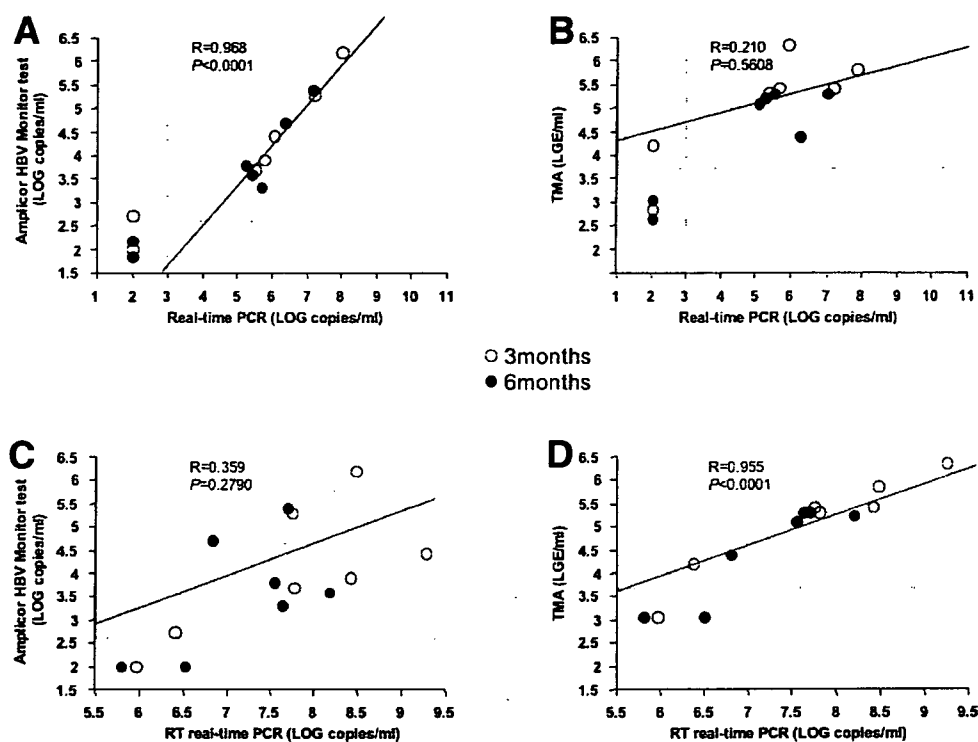 A
Amplicor HBV Monitor test
(LOG copies/ml)
6.5
6
5.5
5
4.5
4
3.5
3
2.5
2
1.5
R=0.968
P<0.0001
1 2 3 4 5 6 7 8 9 10 11
Real-time PCR (LOG copies/ml)
B
TMA (LGE/ml)
6.5
6
5.5
5
4.5
4
3.5
3
2.5
2
1.5
R=0.210
P=0.5608
1 2 3 4 5 6 7 8 9 10 11
Real-time PCR (LOG copies/ml)
3months
6months
C
Amplicor HBV Monitor test
(LOG copies/ml)
6.5
6
5.5
5
4.5
4
3.5
3
2.5
2
1.5
R=0.359
P=0.2790
5.5 6 6.5 7 7.5 8 8.5 9 9.5
RT real-time PCR (LOG copies/ml)
D
TMA (LGE/ml)
6.5
6
5.5
5
4.5
4
3.5
3
2.5
2
1.5
R=0.955
P<0.0001
5.5 6 6.5 7 7.5 8 8.5 9 9.5
RT real-time PCR (LOG copies/ml)